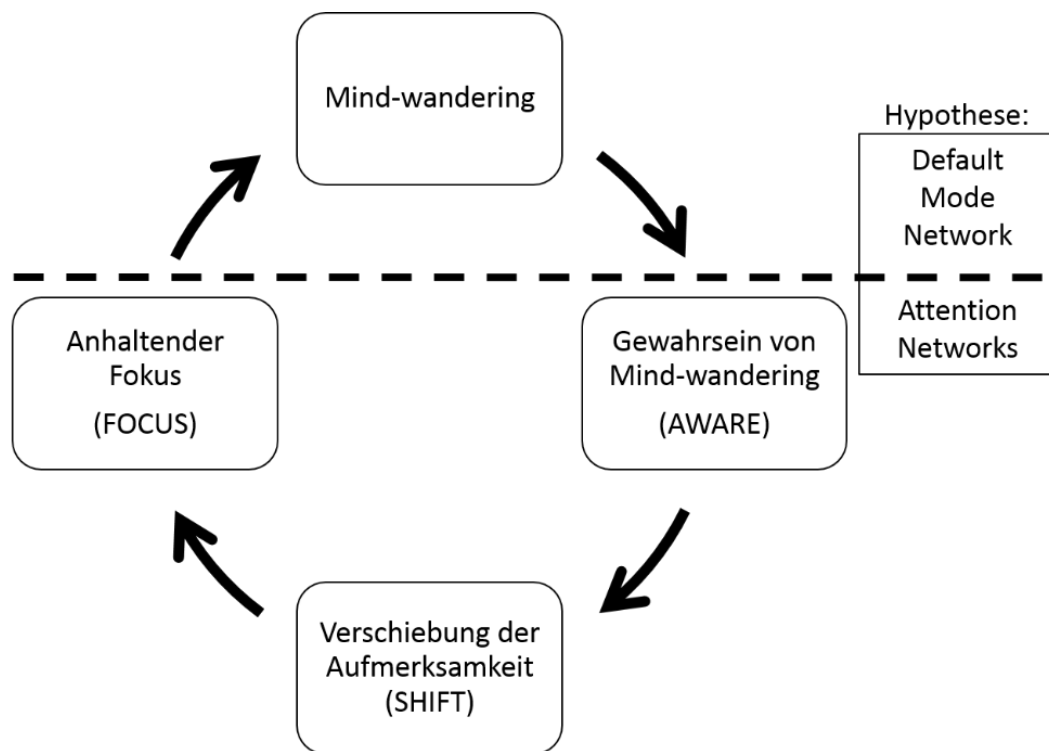 Mind-wandering
Hypothese:
Default
Mode
Network
Attention
Networks
Anhaltender
Fokus
(FOCUS)
Gewahrsein von
Mind-wandering
(AWARE)
Verschiebung der
Aufmerksamkeit
(SHIFT)